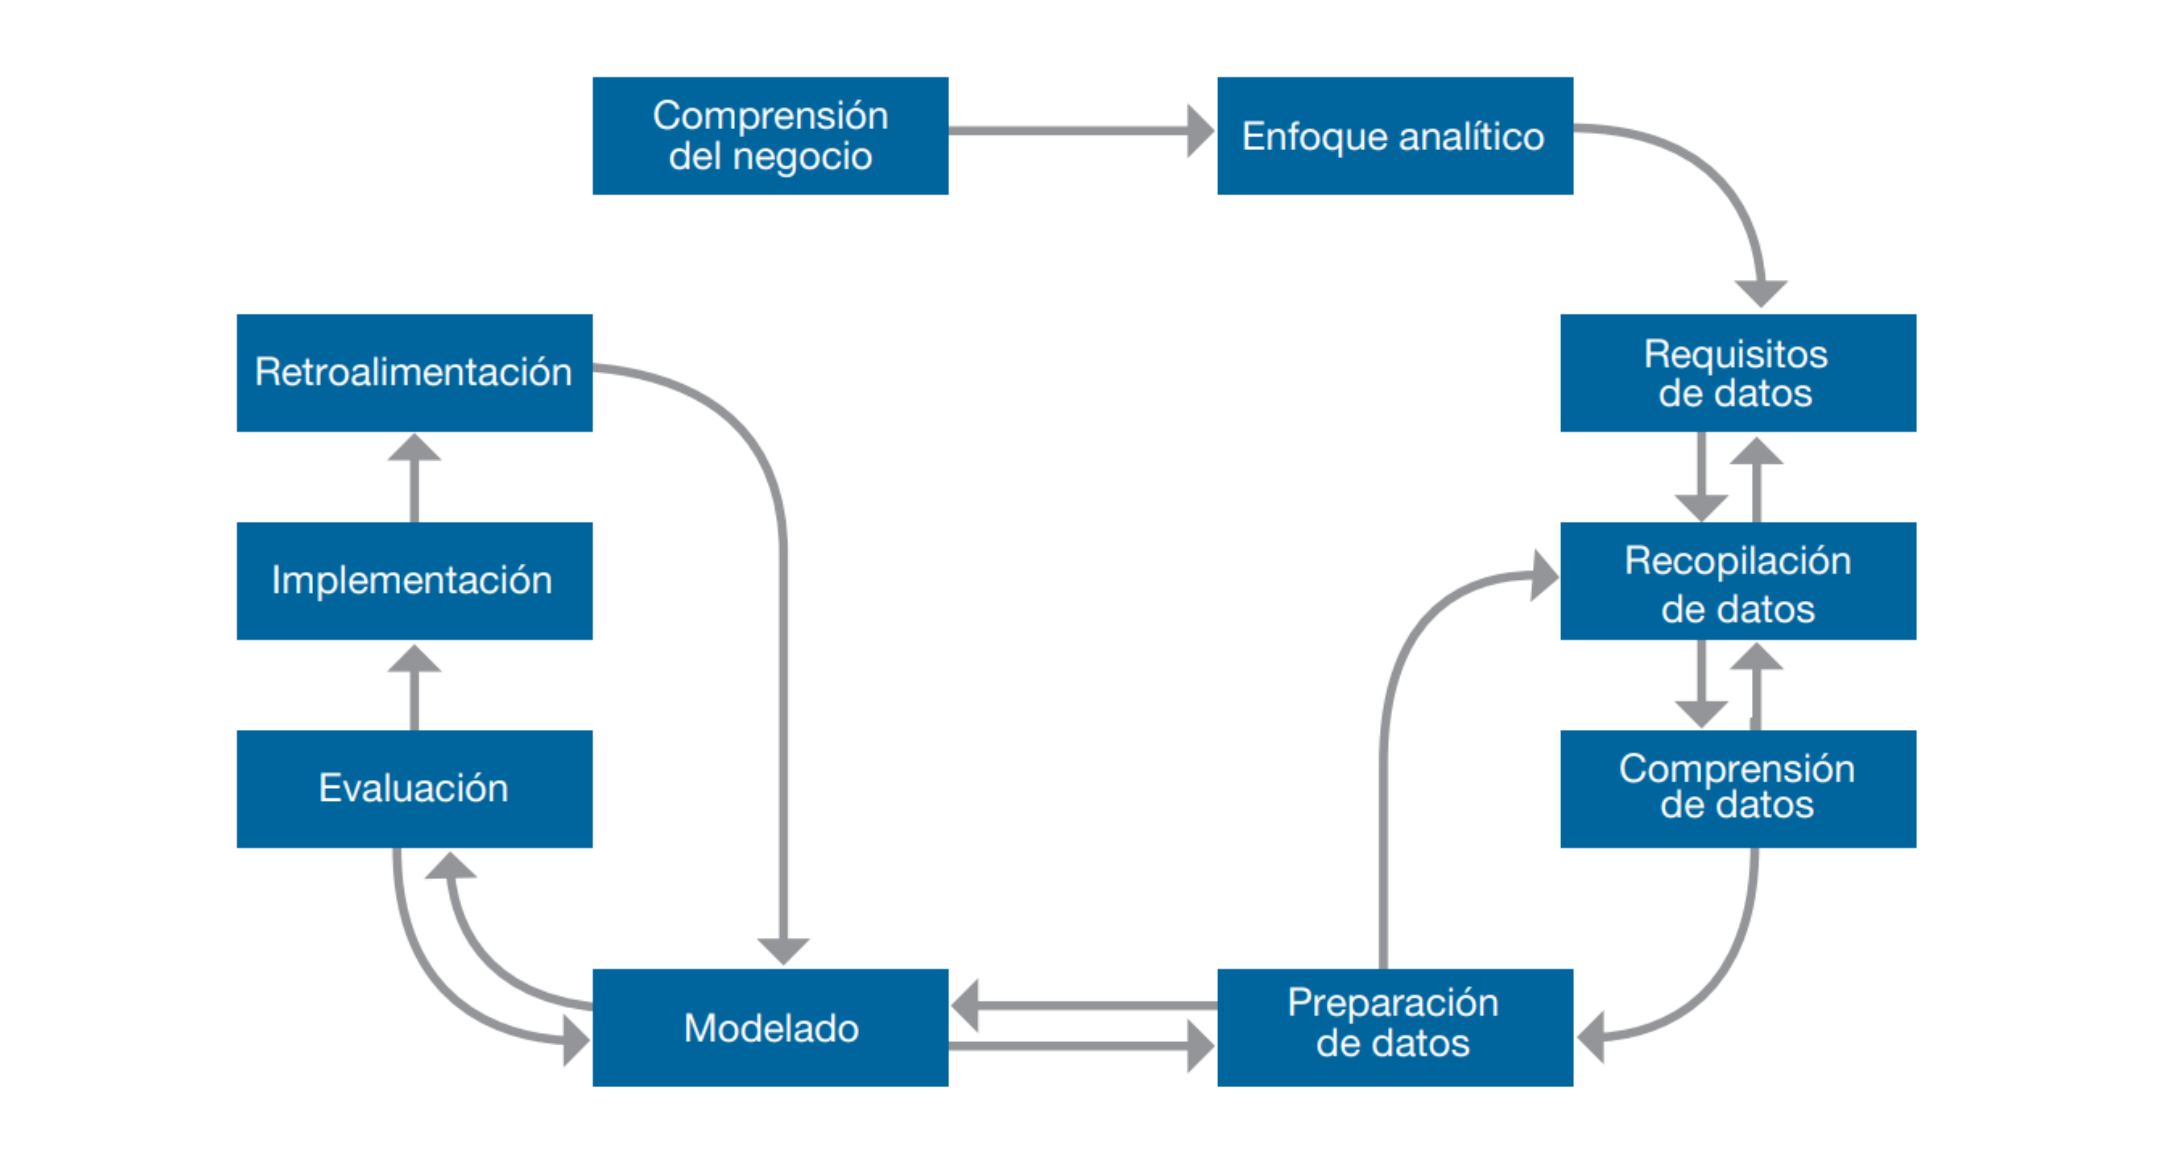 Comprensión
del negocio
Enfoque analítico
Requisitos
de datos
Recopilación
de datos
Comprensión
de datos
Preparación
de datos
Modelado
Evaluación
Implementación
Retroalimentación